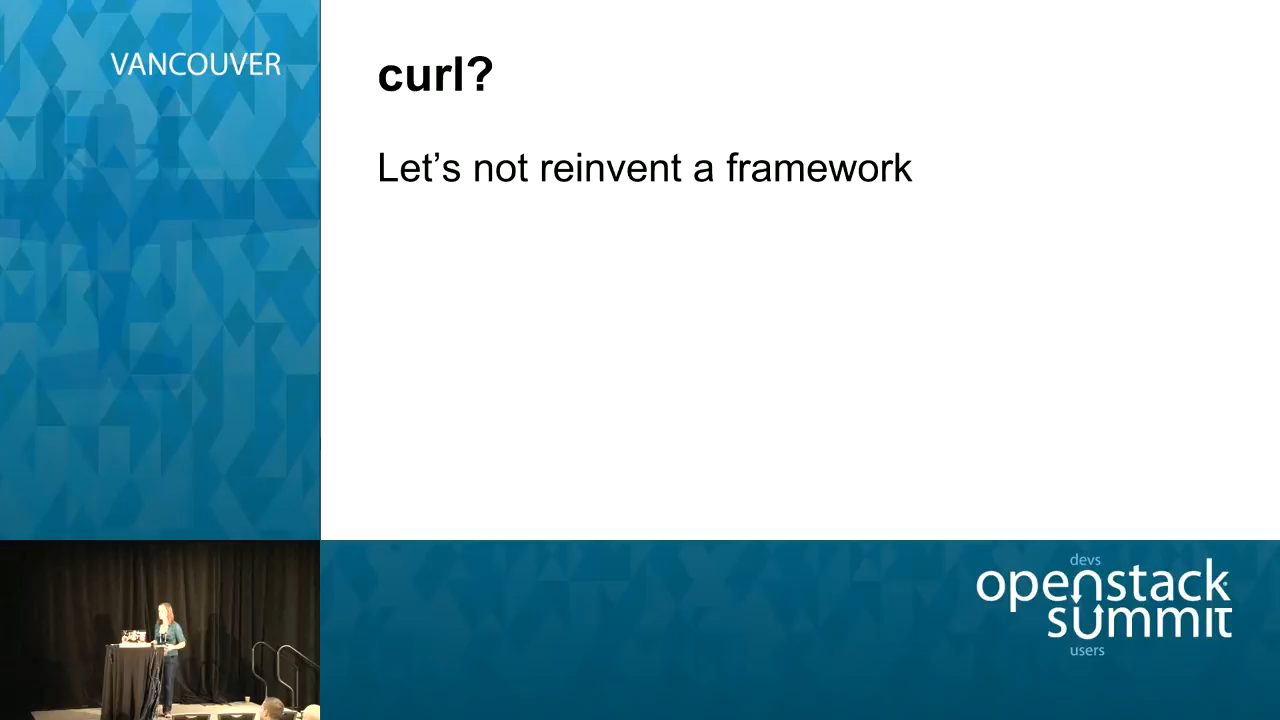 VANCOUVER
curl?
Let's not reinvent a framework
devs
openstack
summit
users